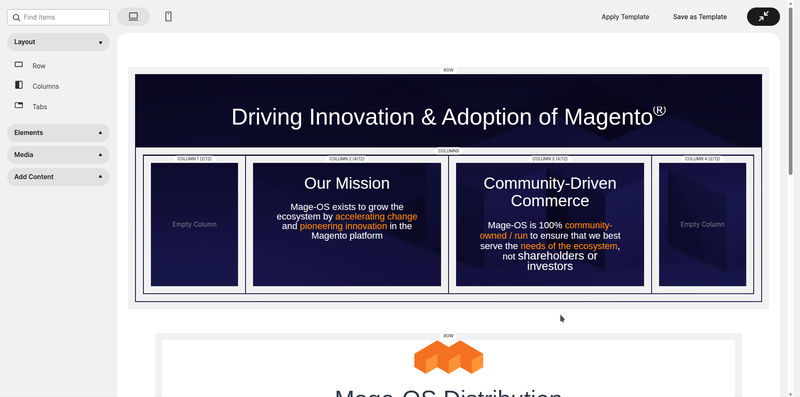 Find items
Apply Template
Save as Template
Layout
Row
Columns
Tabs
Elements
Media
Add Content
ROW
Driving Innovation & Adoption of Magento®
COLUMNS
COLUMN 1 (2/12)
COLUMN 2 (4/12)
COLUMN 3 (4/12)
COLUMN 4 (2/12)
Empty Column
Our Mission
Mage-OS exists to grow the
ecosystem by accelerating change
and pioneering innovation in the
Magento platform
Community-Driven
Commerce
Mage-OS is 100% community-
owned / run to ensure that we best
serve the needs of the ecosystem,
not shareholders or
investors
Empty Column
ROW
Mage-OS Distribution